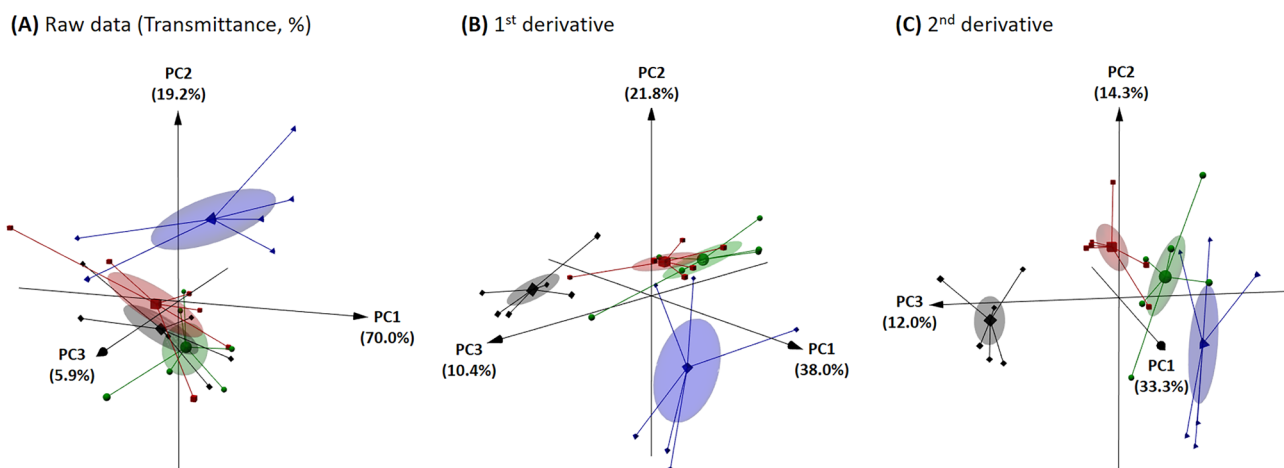 (A) Raw data (Transmittance, %)
PC2
(19.2%)
PC1
(70.0%)
PC3
(5.9%)
(B) 1st derivative
PC2
(21.8%)
PC3
(10.4%)
PC1
(38.0%)
(C) 2nd derivative
PC2
(14.3%)
PC3
(12.0%)
PC1
(33.3%)